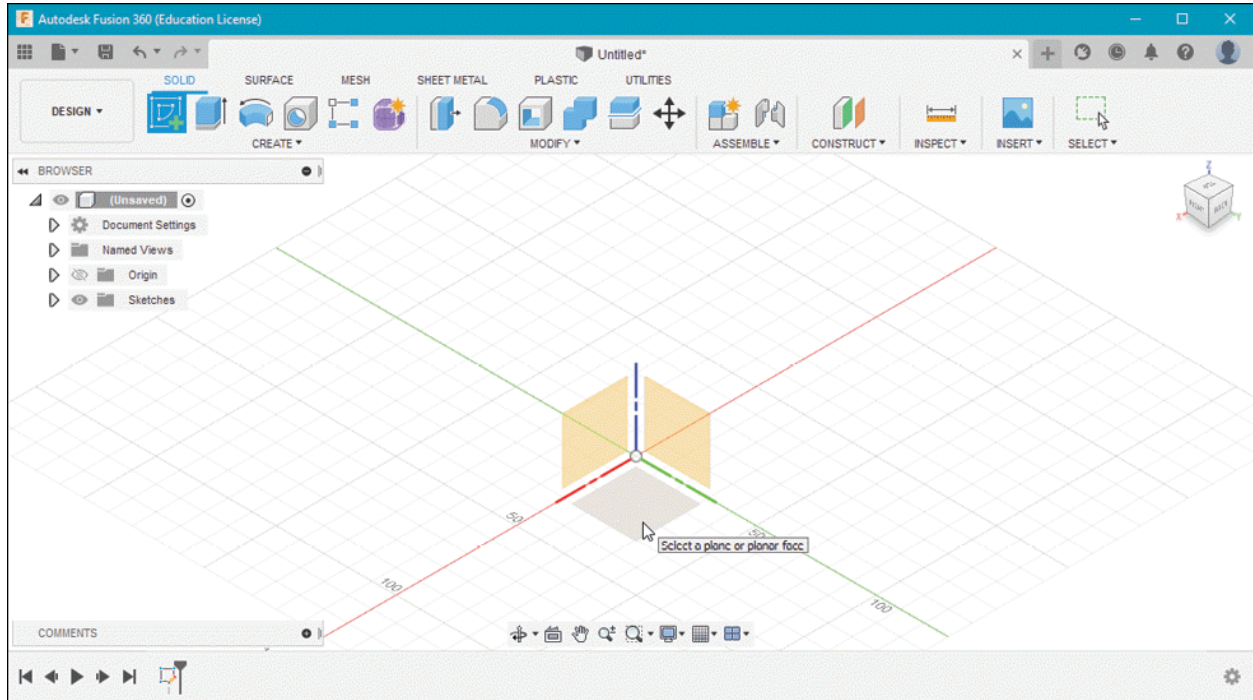 Autodesk Fusion 360 (Education License)
Untitled*
DESIGN
SOLID SURFACE MESH SHEET METAL PLASTIC UTILITIES
CREATE MODIFY ASSEMBLE CONSTRUCT INSPECT INSERT SELECT
BROWSER
(Unsaved)
Document Settings
Named Views
Origin
Sketches
Z
X
Y
BACK
50
50
Select a plane or planar face
100
100
COMMENTS